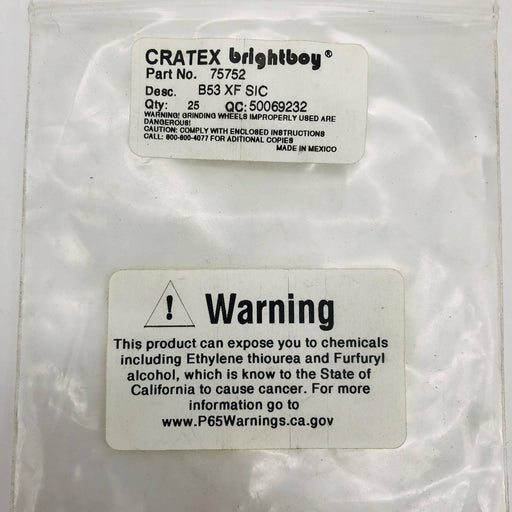 CRATEX brightboy®
Part No. 75752
Desc. B53 XF SIC
Qty: 25 QC: 50069232
WARNING! GRINDING WHEELS IMPROPERLY USED ARE
DANGEROUS!
CAUTION: COMPLY WITH ENCLOSED INSTRUCTIONS
CALL: 800-800-4077 FOR ADITIONAL COPIES
MADE IN MEXICO
! Warning
This product can expose you to chemicals
including Ethylene thiourea and Furfuryl
alcohol, which is know to the State of
California to cause cancer. For more
information go to
www.P65Warnings.ca.gov